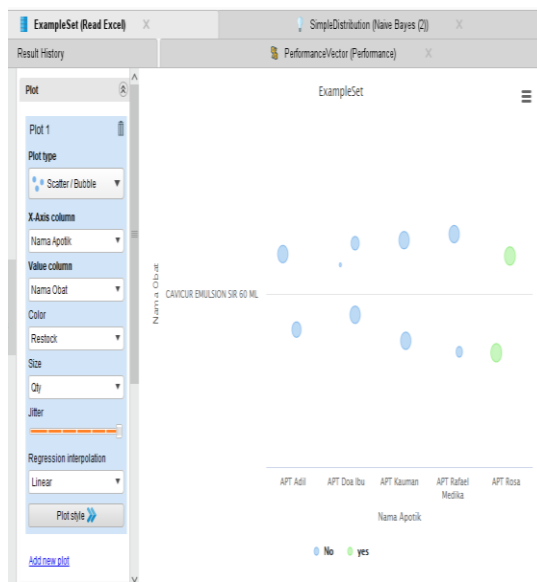 ExampleSet (Read Excel)
SimpleDistribution (Naive Bayes (2))
Result History
PerformanceVector (Performance)
Plot
Plot 1
Plot type
Scatter / Bubble
X-Axis column
Nama Apotik
Value column
Nama Obat
Color
Restock
Size
Qty
Jitter
Regression interpolation
Linear
Plot style
Add new plot
ExampleSet
Nama Obat
CAVICUR EMULSION SIR 60 ML
APT Adil
APT Doa Ibu
APT Kauman
APT Rafael
Medika
APT Rosa
Nama Apotik
No
yes